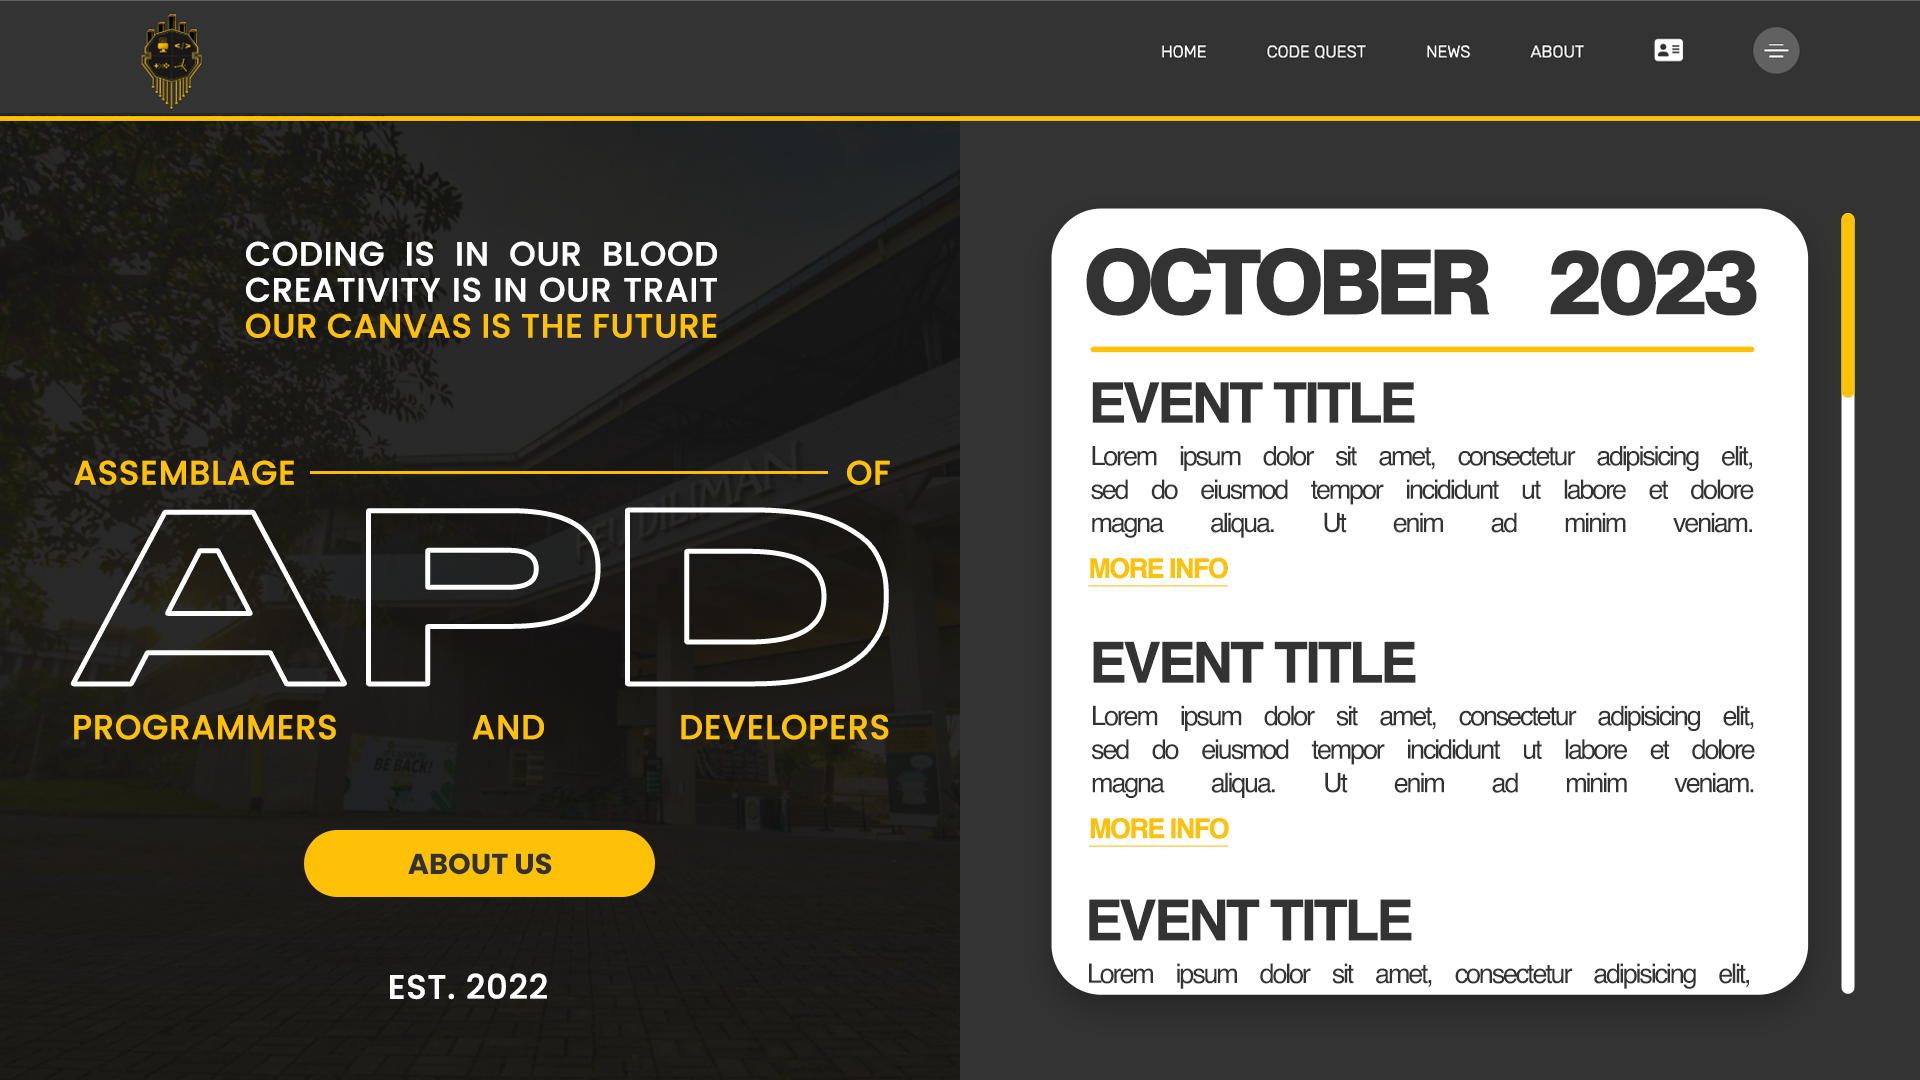 </>
HOME CODE QUEST NEWS ABOUT
CODING IS IN OUR BLOOD
CREATIVITY IS IN OUR TRAIT
OUR CANVAS IS THE FUTURE
ASSEMBLAGE OF
APD
PROGRAMMERS AND DEVELOPERS
FEU DILIMAN
BE BACK!
ABOUT US
EST. 2022
OCTOBER 2023
EVENT TITLE
Lorem ipsum dolor sit amet, consectetur adipisicing elit,
sed do eiusmod tempor incididunt ut labore et dolore
magna aliqua. Ut enim ad minim veniam.
MORE INFO
EVENT TITLE
Lorem ipsum dolor sit amet, consectetur adipisicing elit,
sed do eiusmod tempor incididunt ut labore et dolore
magna aliqua. Ut enim ad minim veniam.
MORE INFO
EVENT TITLE
Lorem ipsum dolor sit amet, consectetur adipisicing elit,